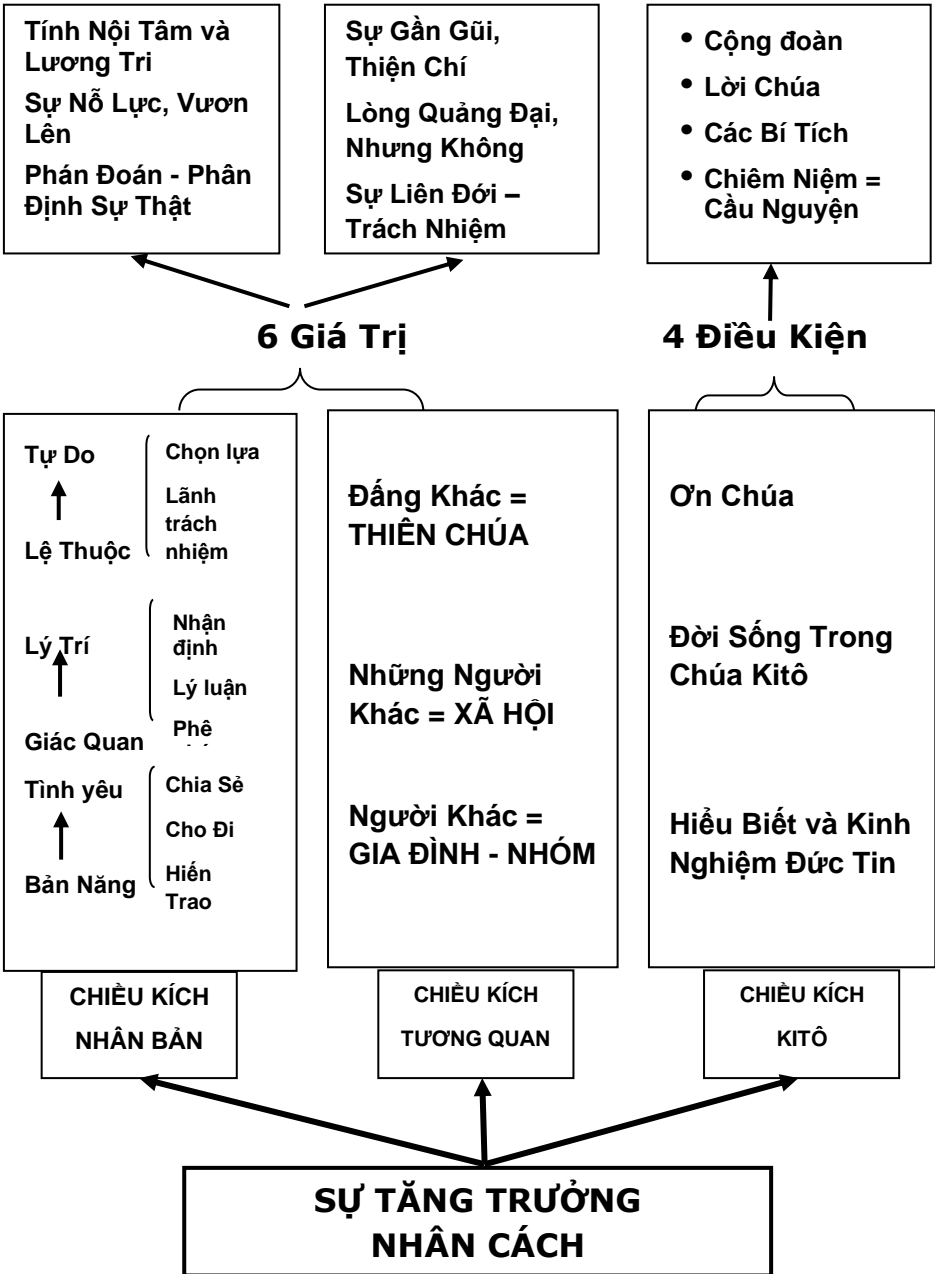 Tính Nội Tâm và
Lương Tri
Sự Nỗ Lực, Vươn
Lên
Phán Đoán - Phân
Định Sự Thật
Sự Gần Gũi,
Thiện Chí
Lòng Quảng Đại,
Nhưng Không
Sự Liên Đới –
Trách Nhiệm
• Cộng đoàn
• Lời Chúa
• Các Bí Tích
• Chiêm Niệm =
Cầu Nguyện
6 Giá Trị
4 Điều Kiện
Tự Do
Lệ Thuộc
Chọn lựa
Lãnh
trách
nhiệm
Lý Trí
Giác Quan
Nhận
định
Lý luận
Phê
Tình yêu
Bản Năng
Chia Sẻ
Cho Đi
Hiến
Trao
Đấng Khác =
THIÊN CHÚA
Những Người
Khác = XÃ HỘI
Người Khác =
GIA ĐÌNH - NHÓM
Ơn Chúa
Đời Sống Trong
Chúa Kitô
Hiểu Biết và Kinh
Nghiệm Đức Tin
CHIỀU KÍCH
NHÂN BẢN
CHIỀU KÍCH
TƯƠNG QUAN
CHIỀU KÍCH
KITÔ
SỰ TĂNG TRƯỞNG
NHÂN CÁCH